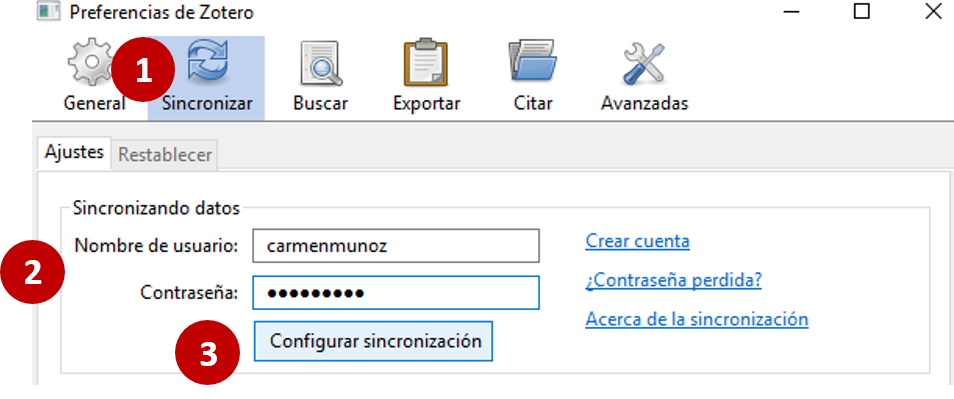 Preferencias de Zotero
1
General Sincronizar Buscar Exportar Citar Avanzadas
Ajustes Restablecer
Sincronizando datos
Nombre de usuario: carmenmunoz Crear cuenta
2
Contraseña: ••••••••• ¿Contraseña perdida?
Acerca de la sincronización
3 Configurar sincronización